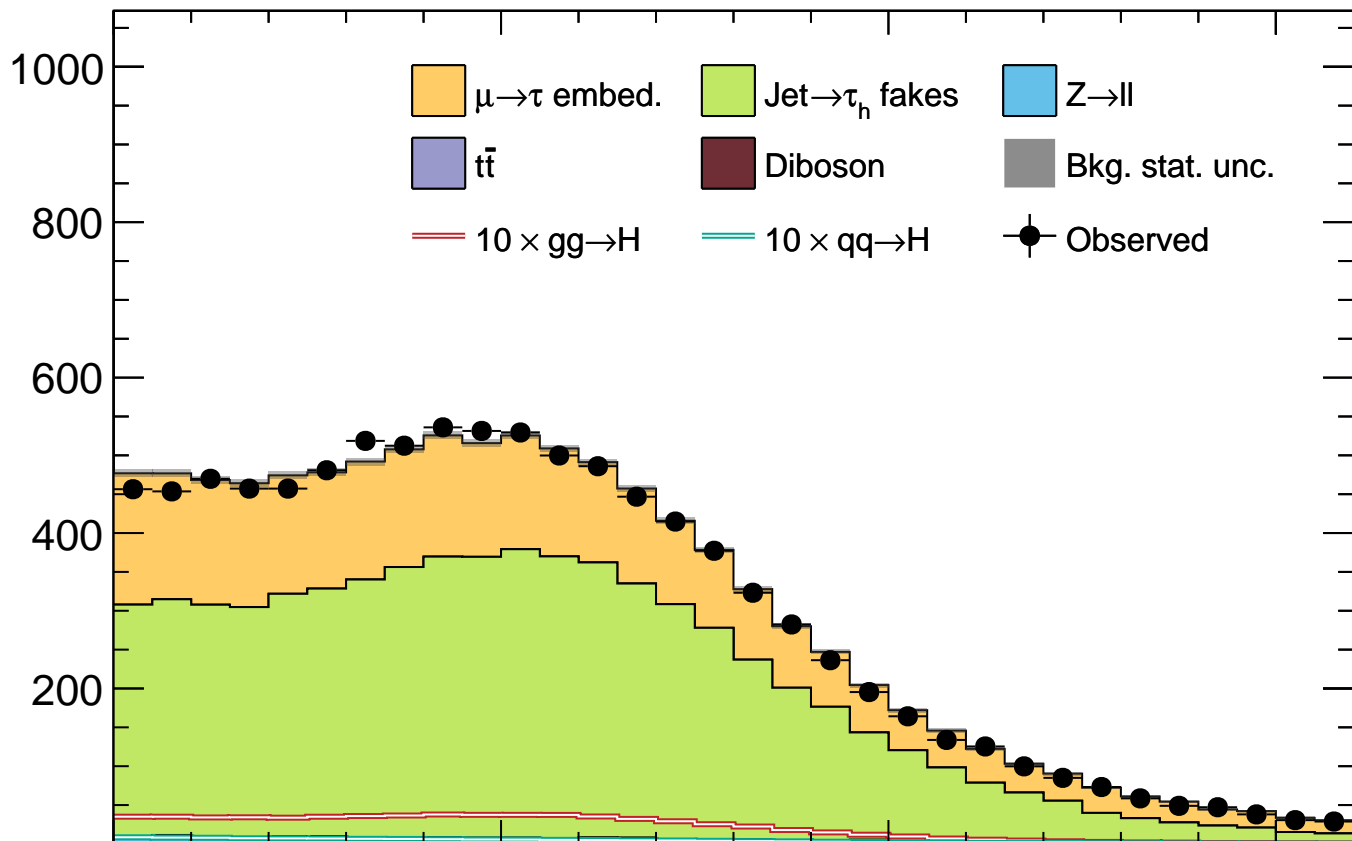 1000
μ→τ embed. Jet→τh fakes Z→ll
tt̄ Diboson Bkg. stat. unc.
800
10 × gg→H 10 × qq→H Observed
600
400
200